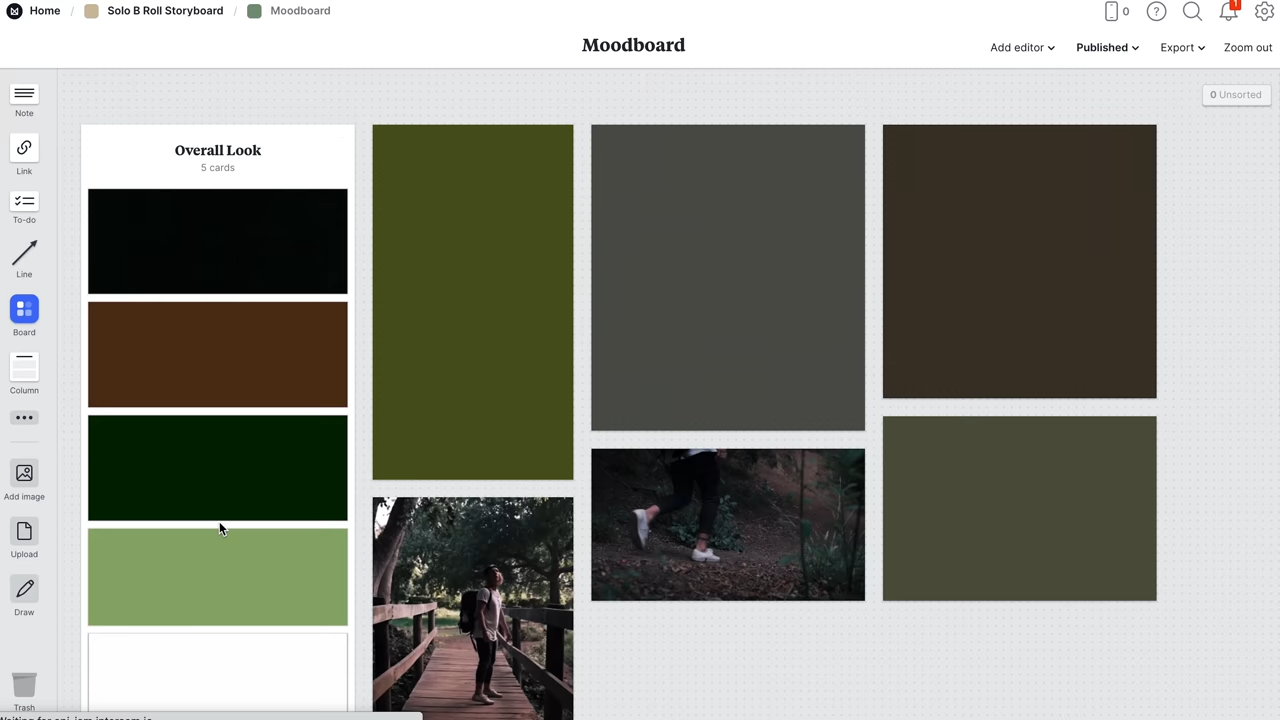 Home / Solo B Roll Storyboard / Moodboard
0
1
Moodboard
Add editor
Published
Export
Zoom out
0 Unsorted
Note
Link
To-do
Line
Board
Column
Add image
Upload
Draw
Trash
Overall Look
5 cards